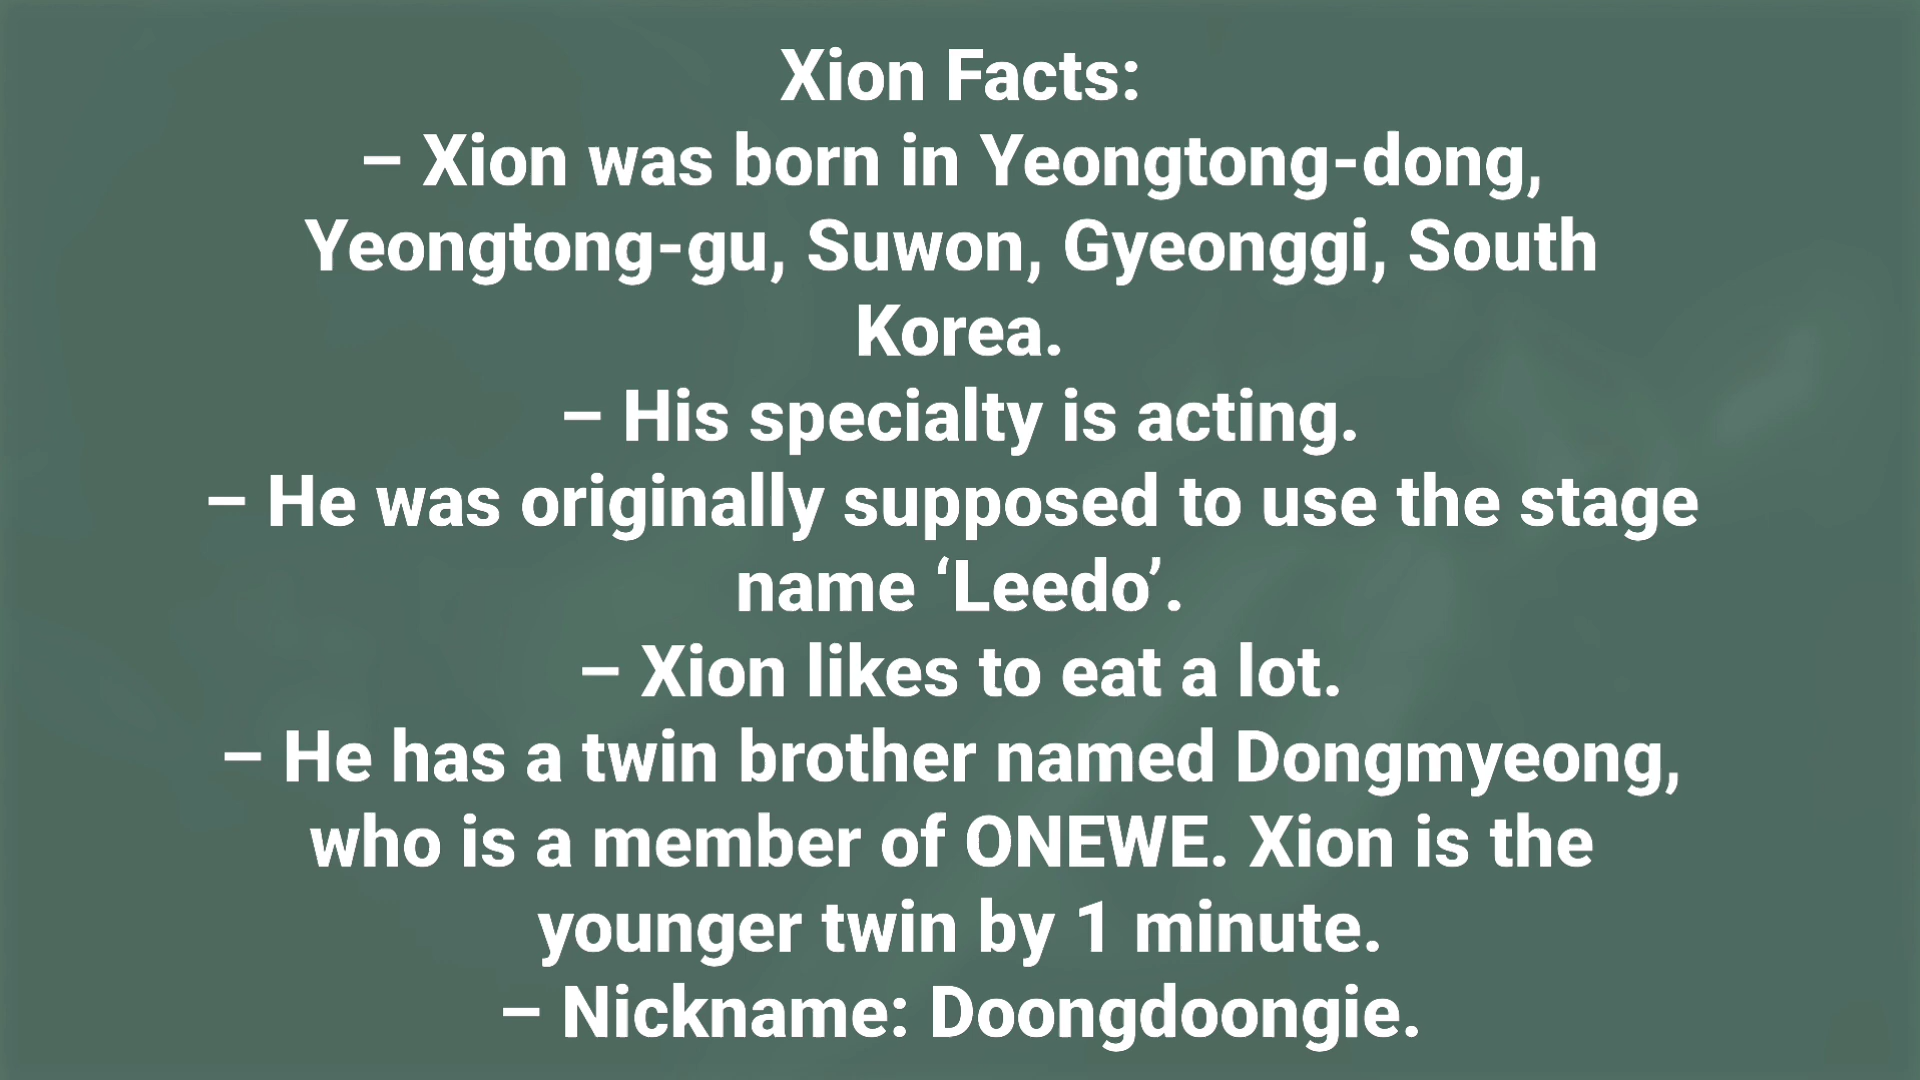 Xion Facts:
– Xion was born in Yeongtong-dong,
Yeongtong-gu, Suwon, Gyeonggi, South
Korea.
– His specialty is acting.
– He was originally supposed to use the stage
name ‘Leedo’.
– Xion likes to eat a lot.
– He has a twin brother named Dongmyeong,
who is a member of ONEWE. Xion is the
younger twin by 1 minute.
– Nickname: Doongdoongie.